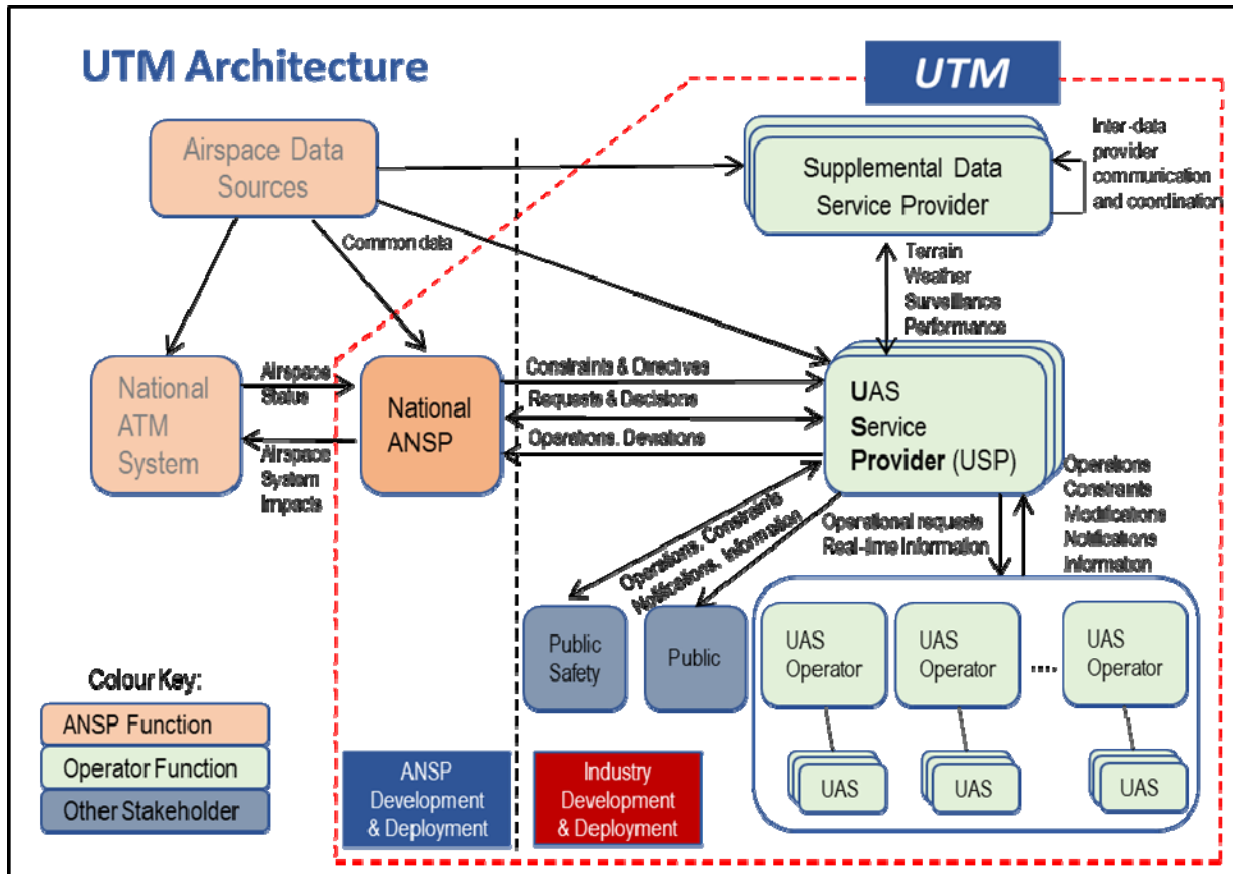 UTM Architecture
UTM
Airspace Data
Sources
Supplemental Data
Service Provider
Inter-data
provider
communication
and coordination
Common data
Terrain
Weather
Surveillance
Performance
National
ATM
System
Airspace
Status
Airspace
System
Impacts
National
ANSP
Constraints & Directives
Requests & Decisions
Operations. Deviations
UAS
Service
Provider (USP)
Operations, Constraints
Notifications, Information
Operational requests
Real-time Information
Operations
Constraints
Modifications
Notifications
Information
Public
Safety
Public
UAS
Operator
UAS
Operator
....
UAS
Operator
UAS
UAS
UAS
Colour Key:
ANSP Function
Operator Function
Other Stakeholder
ANSP
Development
& Deployment
Industry
Development
& Deployment